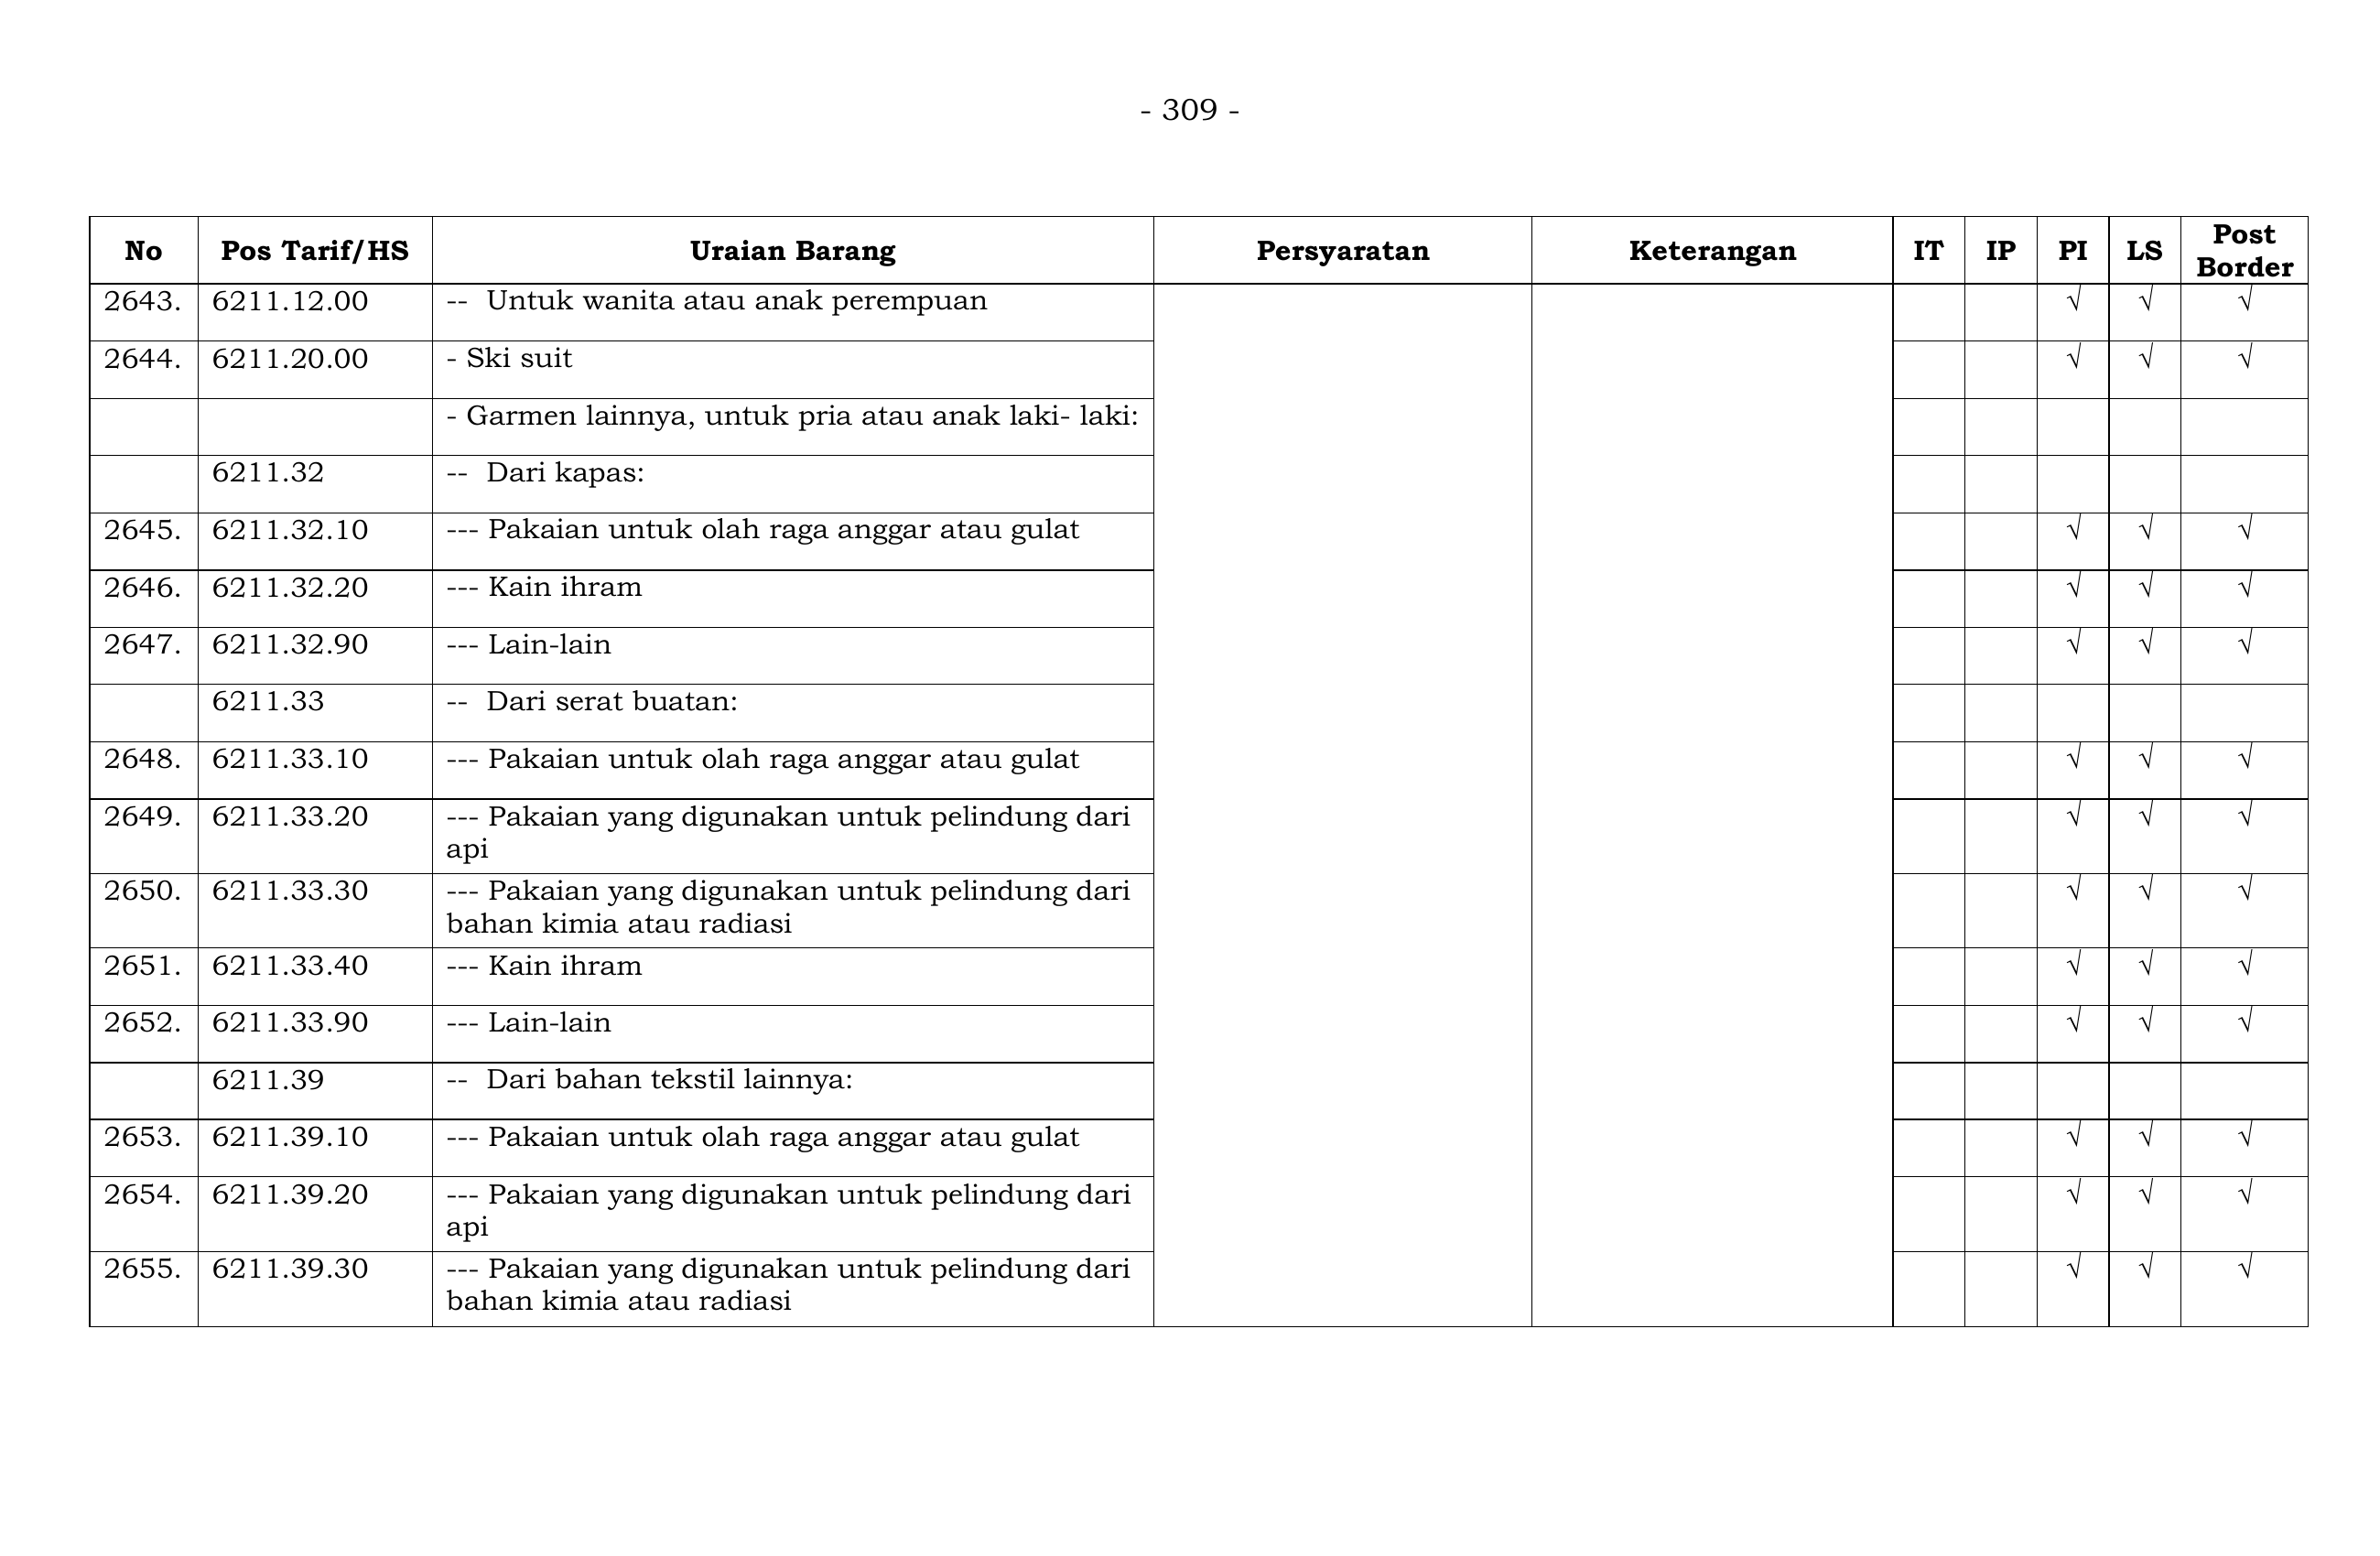 - 309 -
No Pos Tarif/HS Uraian Barang Persyaratan Keterangan IT IP PI LS Post Border
2643. 6211.12.00 -- Untuk wanita atau anak perempuan √ √ √
2644. 6211.20.00 - Ski suit √ √ √
- Garmen lainnya, untuk pria atau anak laki- laki:
6211.32 -- Dari kapas:
2645. 6211.32.10 --- Pakaian untuk olah raga anggar atau gulat √ √ √
2646. 6211.32.20 --- Kain ihram √ √ √
2647. 6211.32.90 --- Lain-lain √ √ √
6211.33 -- Dari serat buatan:
2648. 6211.33.10 --- Pakaian untuk olah raga anggar atau gulat √ √ √
2649. 6211.33.20 --- Pakaian yang digunakan untuk pelindung dari √ √ √
api
2650. 6211.33.30 --- Pakaian yang digunakan untuk pelindung dari √ √ √
bahan kimia atau radiasi
2651. 6211.33.40 --- Kain ihram √ √ √
2652. 6211.33.90 --- Lain-lain √ √ √
6211.39 -- Dari bahan tekstil lainnya:
2653. 6211.39.10 --- Pakaian untuk olah raga anggar atau gulat √ √ √
2654. 6211.39.20 --- Pakaian yang digunakan untuk pelindung dari √ √ √
api
2655. 6211.39.30 --- Pakaian yang digunakan untuk pelindung dari √ √ √
bahan kimia atau radiasi